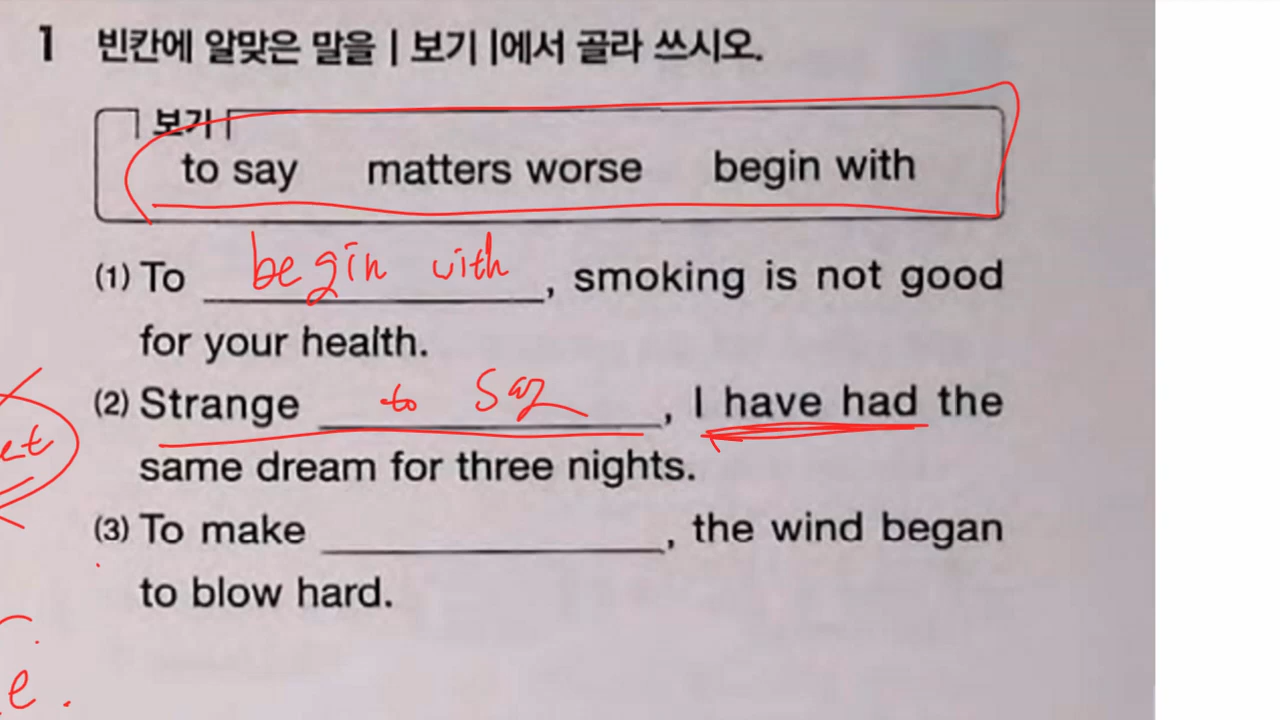 1 빈칸에 알맞은 말을 | 보기 |에서 골라 쓰시오.
보기
to say matters worse begin with
(1) To begin with, smoking is not good
for your health.
(2) Strange to say, I have had the
same dream for three nights.
(3) To make ____________, the wind began
to blow hard.
e.